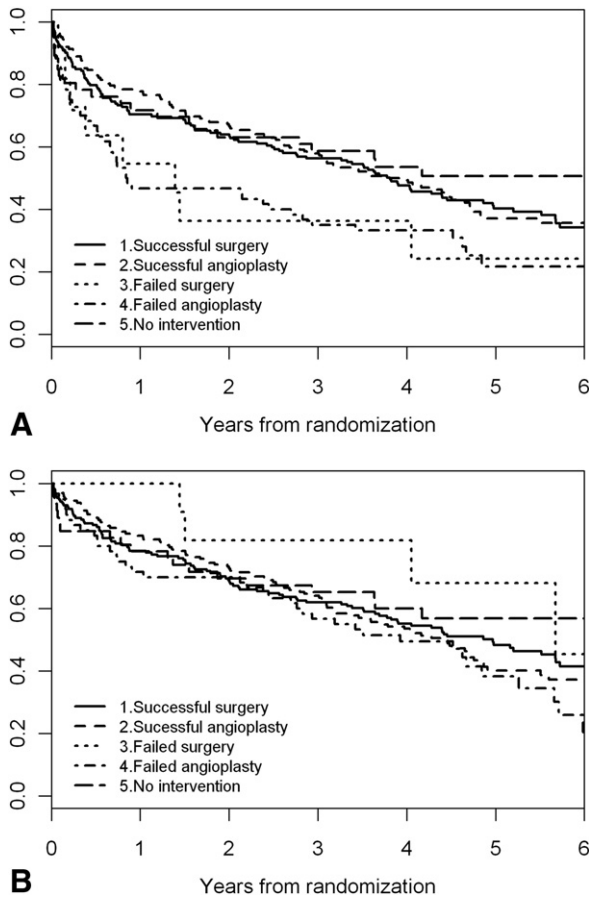 1.0
0.8
0.6
0.4
0.2
0.0
1.Successful surgery
2.Sucessful angioplasty
3.Failed surgery
4.Failed angioplasty
5.No intervention
0 1 2 3 4 5 6
Years from randomization
A
1.0
0.8
0.6
0.4
0.2
0.0
1.Successful surgery
2.Sucessful angioplasty
3.Failed surgery
4.Failed angioplasty
5.No intervention
0 1 2 3 4 5 6
Years from randomization
B